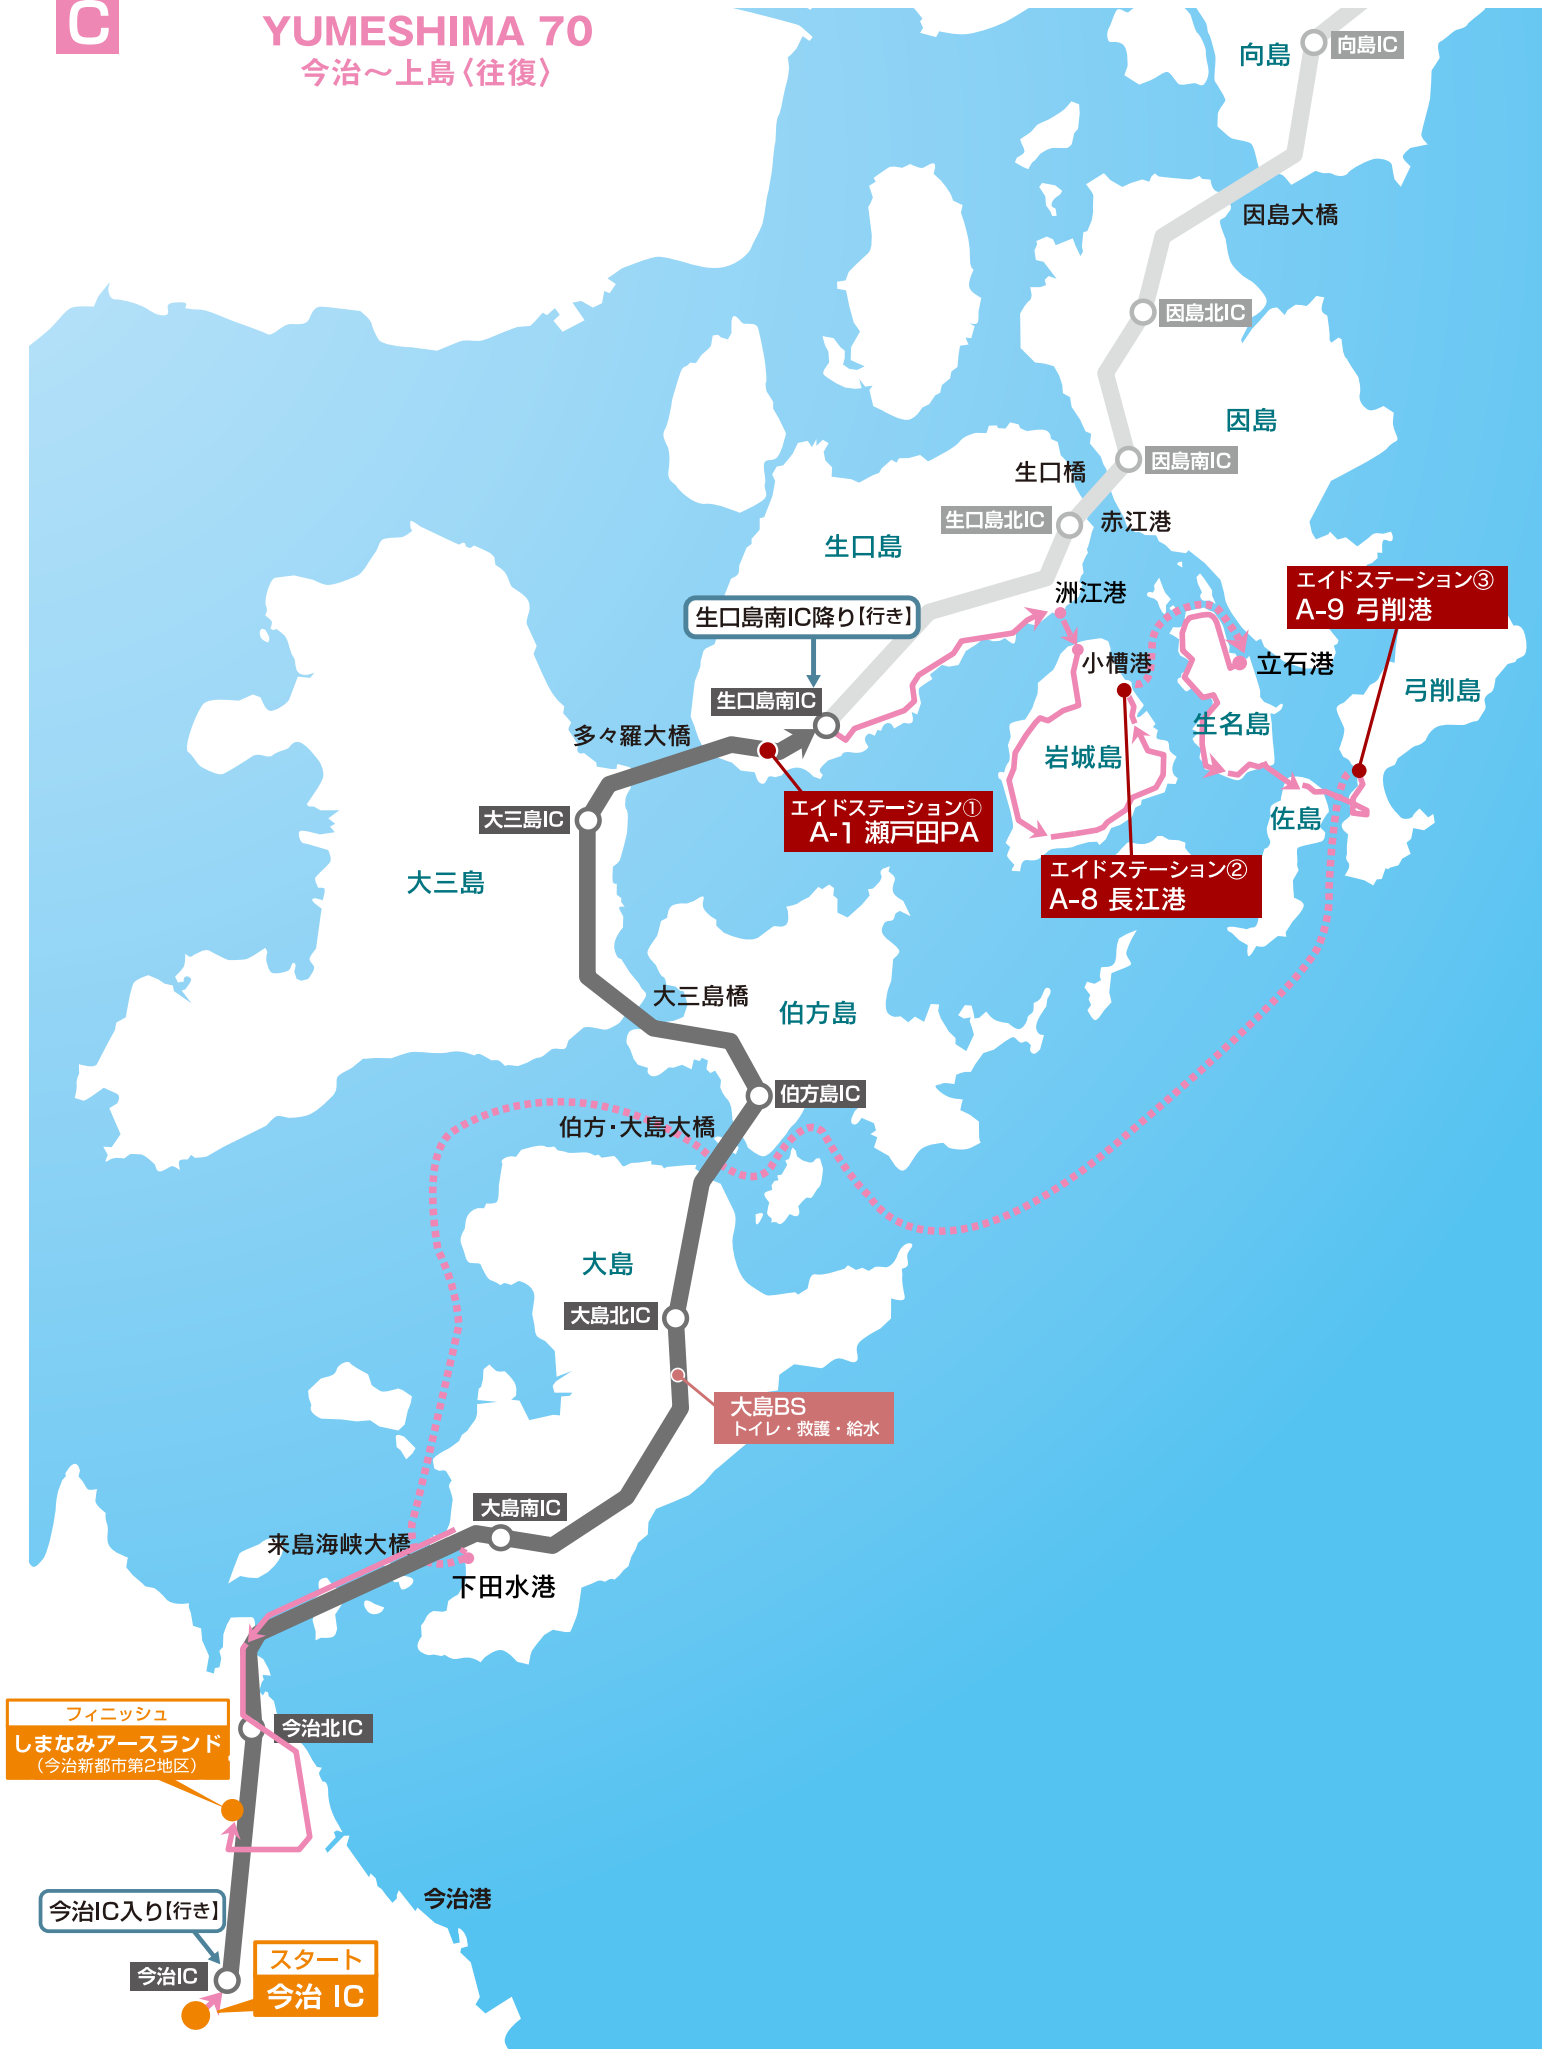 C
YUMESHIMA 70
今治～上島〈往復〉
向島
向島IC
因島大橋
因島北IC
因島
因島南IC
生口橋
生口島北IC
赤江港
生口島
洲江港
エイドステーション③
A-9 弓削港
生口島南IC降り【行き】
小槽港
立石港
弓削島
生口島南IC
多々羅大橋
生名島
岩城島
エイドステーション①
A-1 瀬戸田PA
大三島IC
佐島
大三島
エイドステーション②
A-8 長江港
大三島橋
伯方島
伯方島IC
伯方・大島大橋
大島
大島北IC
大島BS
トイレ・救護・給水
大島南IC
来島海峡大橋
下田水港
フィニッシュ
しまなみアースランド
（今治新都市第2地区）
今治北IC
今治港
今治IC入り【行き】
今治IC
スタート
今治 IC